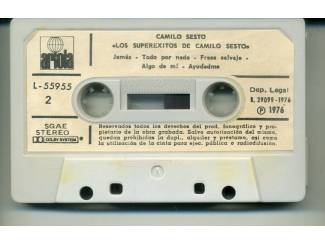 CAMILO SESTO
ariola
«LOS SUPEREXITOS DE CAMILO SESTO»
Jamás - Todo por nada - Fresa salvaje -
Algo de mí - Ayudadme
L-55955
2
Dep. Legal
B. 29099-1976
℗ 1976
SGAE
STEREO
DOLBY SYSTEM
Reservados todos los derechos del prod. fonográfico y pro-
pietario de la obra grabada. Salvo autorización del mismo,
quedan prohibidos la dupl., alquiler y préstamo, así como
la utilización de la cinta para ejec. pública o radiodifusión.